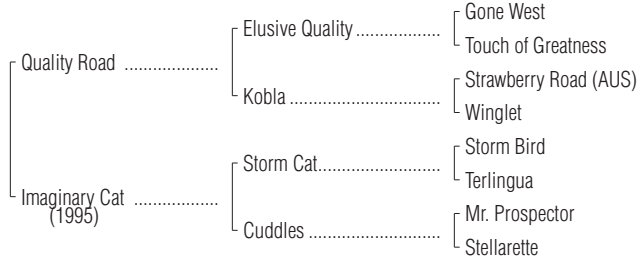 Gone West
Elusive Quality ..................
Touch of Greatness
Quality Road ....................
Strawberry Road (AUS)
Kobla ................................
Winglet
Storm Bird
Storm Cat..........................
Terlingua
Imaginary Cat ..................
(1995)
Mr. Prospector
Cuddles ............................
Stellarette